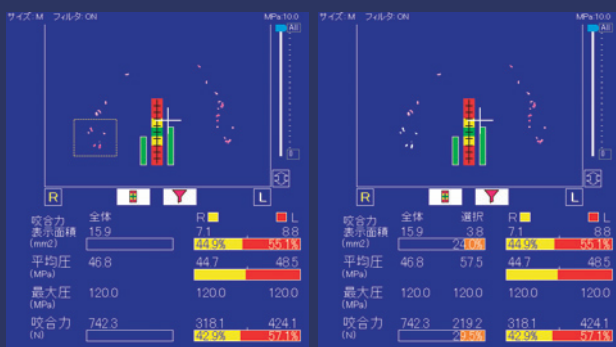 サイズ: M フィルタ: ON MPa:10.0
All
R L
咬合力 全体 R L
表示面積 15.9 7.1 8.8
(mm2) 44.9% 55.1%
平均圧 46.8 44.7 48.5
(MPa)
最大圧 120.0 120.0 120.0
(MPa)
咬合力 742.3 318.1 424.1
(N) 42.9% 57.1%
サイズ: M フィルタ: ON MPa:10.0
All
R L
咬合力 全体 選択 R L
表示面積 15.9 3.8 7.1 8.8
(mm2) 24.0% 44.9% 55.1%
平均圧 46.8 57.5 44.7 48.5
(MPa)
最大圧 120.0 120.0 120.0 120.0
(MPa)
咬合力 742.3 219.2 318.1 424.1
(N) 29.5% 42.9% 57.1%